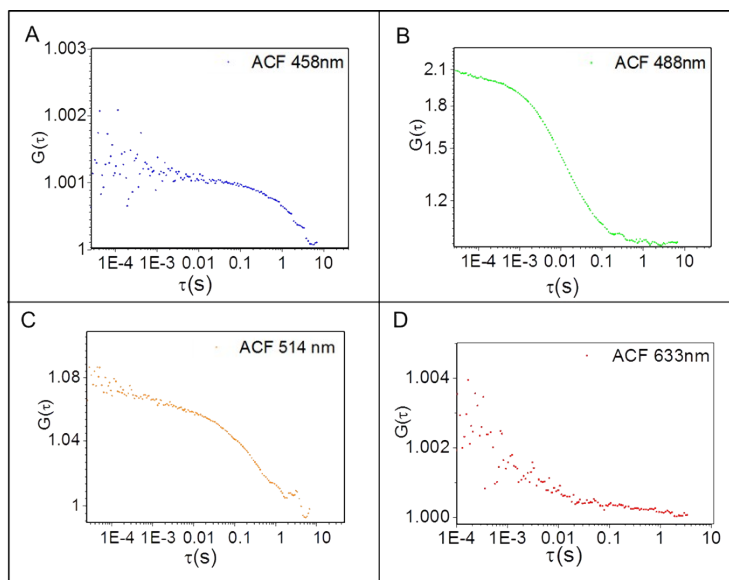 A
1.003
ACF 458nm
1.002
G(τ)
1.001
1
1E-4 1E-3 0.01 0.1 1 10
τ(s)
B
2.1
ACF 488nm
1.8
G(τ)
1.5
1.2
1E-4 1E-3 0.01 0.1 1 10
τ(s)
C
ACF 514 nm
1.08
G(τ)
1.04
1
1E-4 1E-3 0.01 0.1 1 10
τ(s)
D
1.004
ACF 633nm
G(τ)
1.002
1.000
1E-4 1E-3 0.01 0.1 1 10
τ(s)